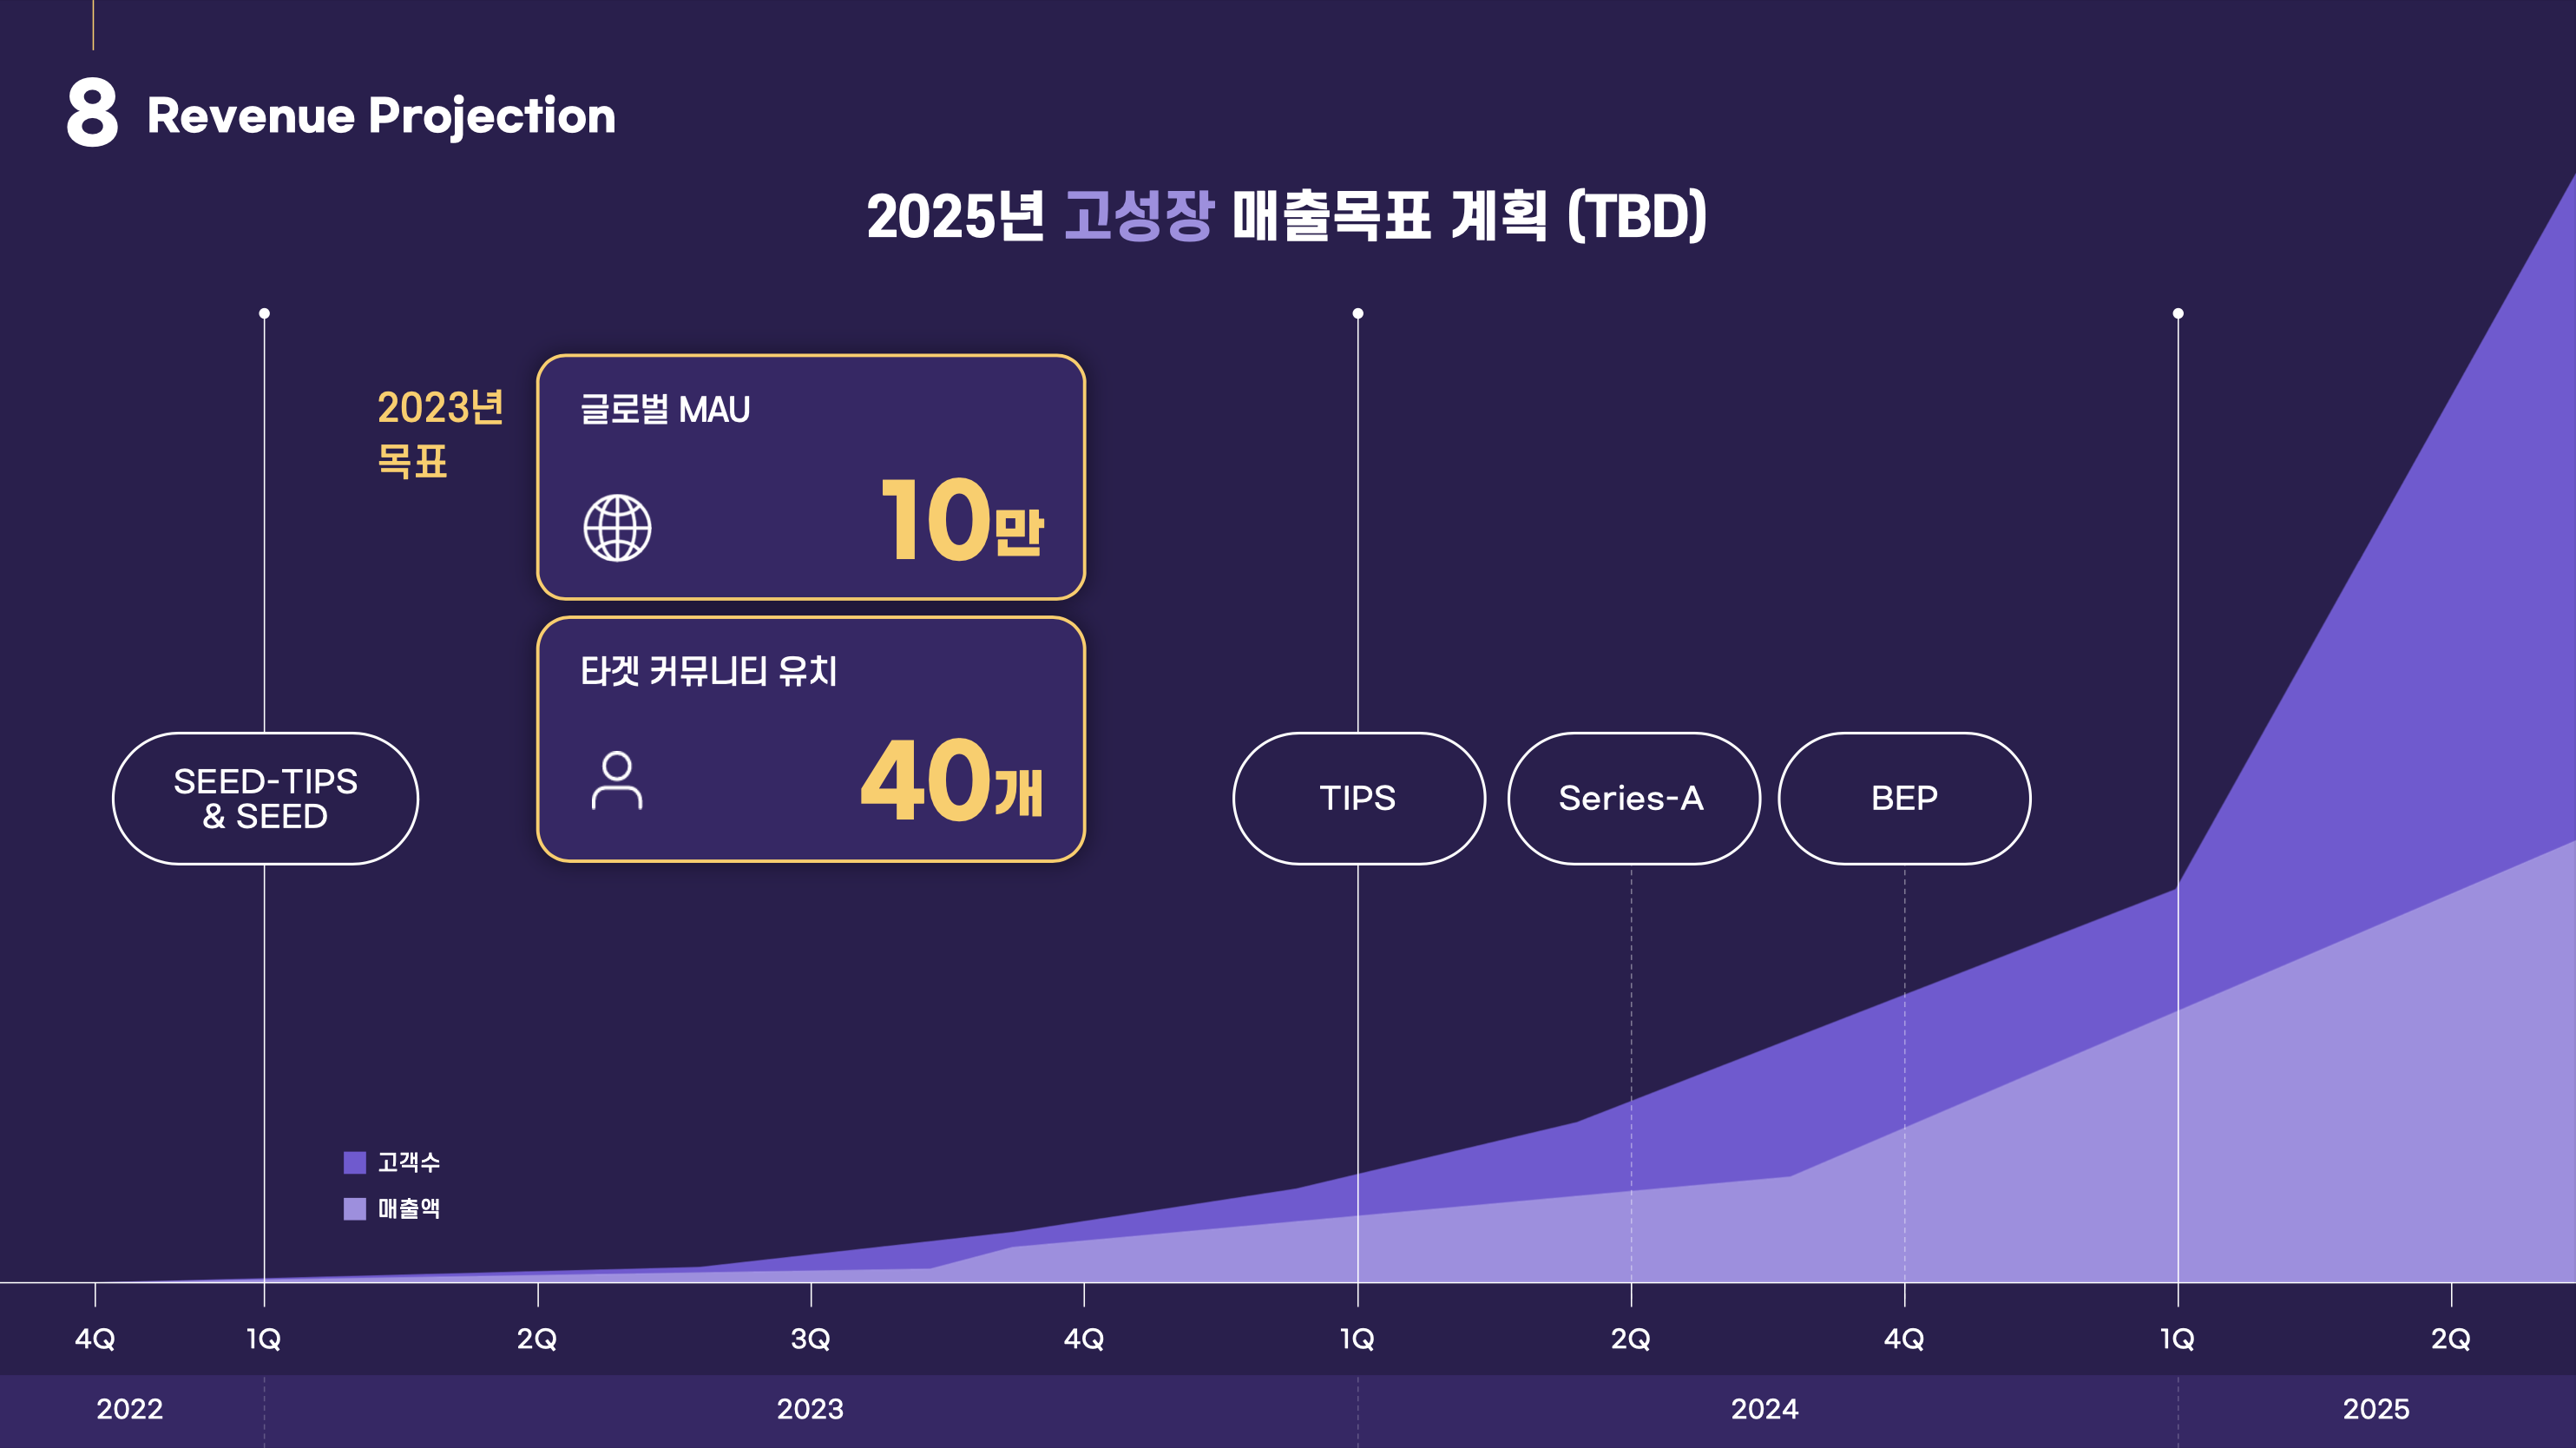 8 Revenue Projection
2025년 고성장 매출목표 계획 (TBD)
2023년
목표
글로벌 MAU
10만
타겟 커뮤니티 유치
40개
SEED-TIPS
& SEED
TIPS
Series-A
BEP
고객수
매출액
4Q 1Q 2Q 3Q 4Q 1Q 2Q 4Q 1Q 2Q
2022 2023 2024 2025